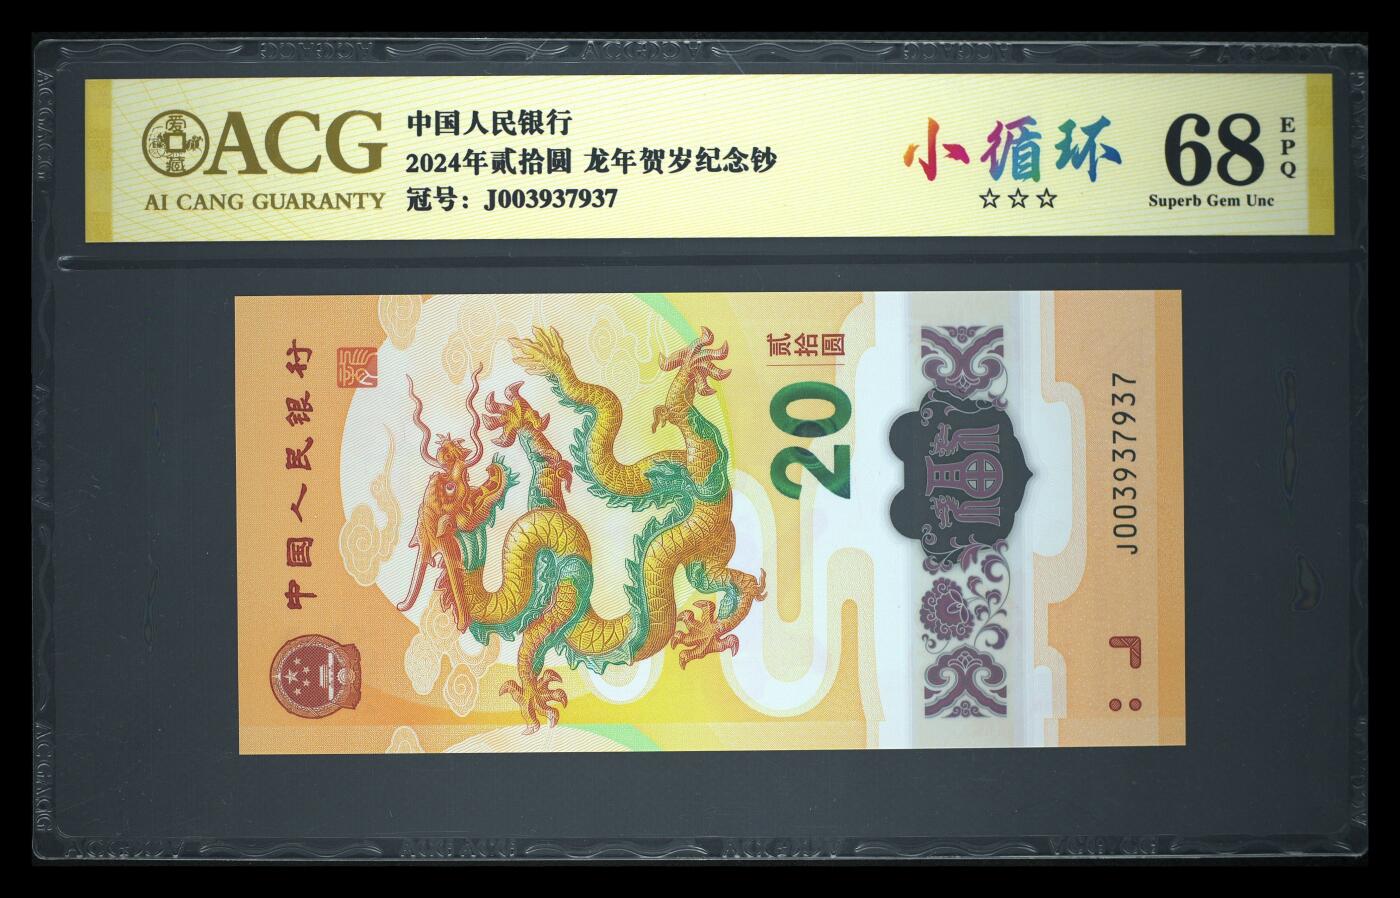 ACG
AI CANG GUARANTY
中国人民银行
2024年贰拾圆 龙年贺岁纪念钞
冠号：J003937937
小循环
☆☆☆
68
EPQ
Superb Gem Unc
中国人民银行
贰拾圆
20
J003937937